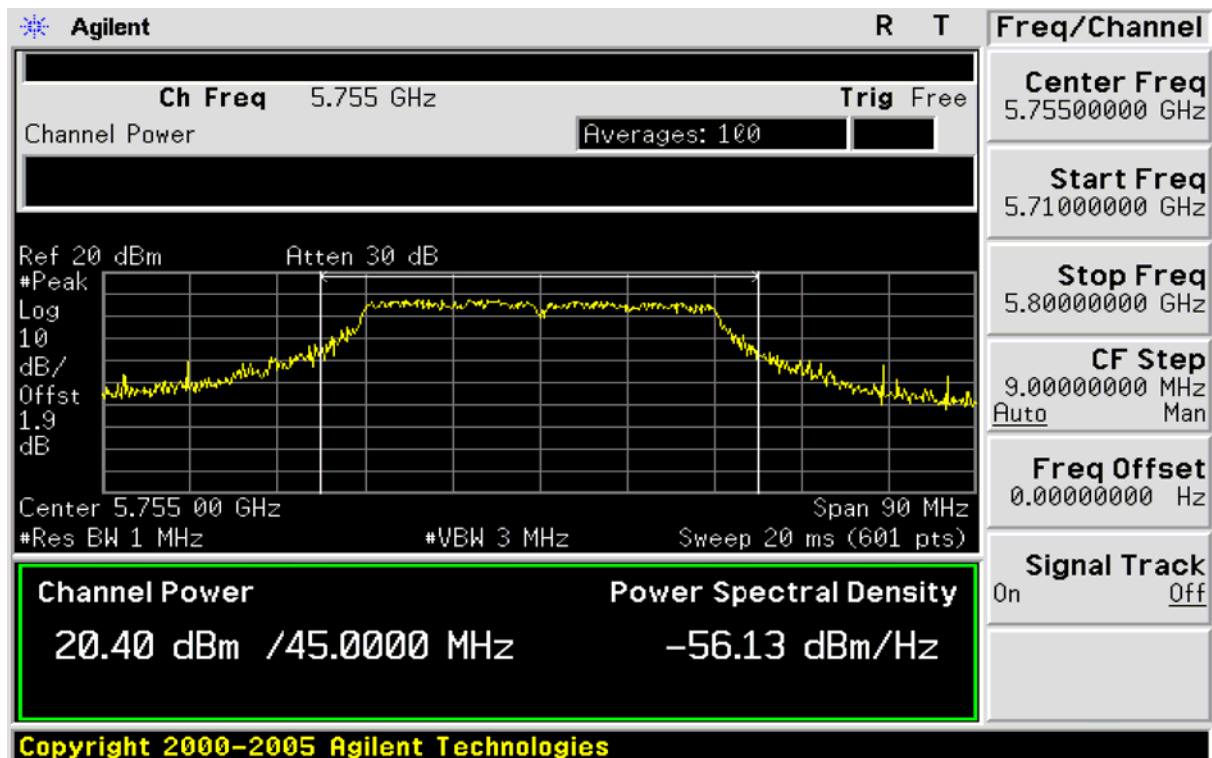 Agilent R T
Freq/Channel
Ch Freq 5.755 GHz Trig Free
Channel Power Averages: 100
Ref 20 dBm Atten 30 dB
#Peak
Log
10
dB/
Offst
1.9
dB
Center 5.755 00 GHz Span 90 MHz
#Res BW 1 MHz #VBW 3 MHz Sweep 20 ms (601 pts)
Channel Power Power Spectral Density
20.40 dBm /45.0000 MHz -56.13 dBm/Hz
Center Freq
5.75500000 GHz
Start Freq
5.71000000 GHz
Stop Freq
5.80000000 GHz
CF Step
9.00000000 MHz
Auto Man
Freq Offset
0.00000000 Hz
Signal Track
On Off
Copyright 2000-2005 Agilent Technologies